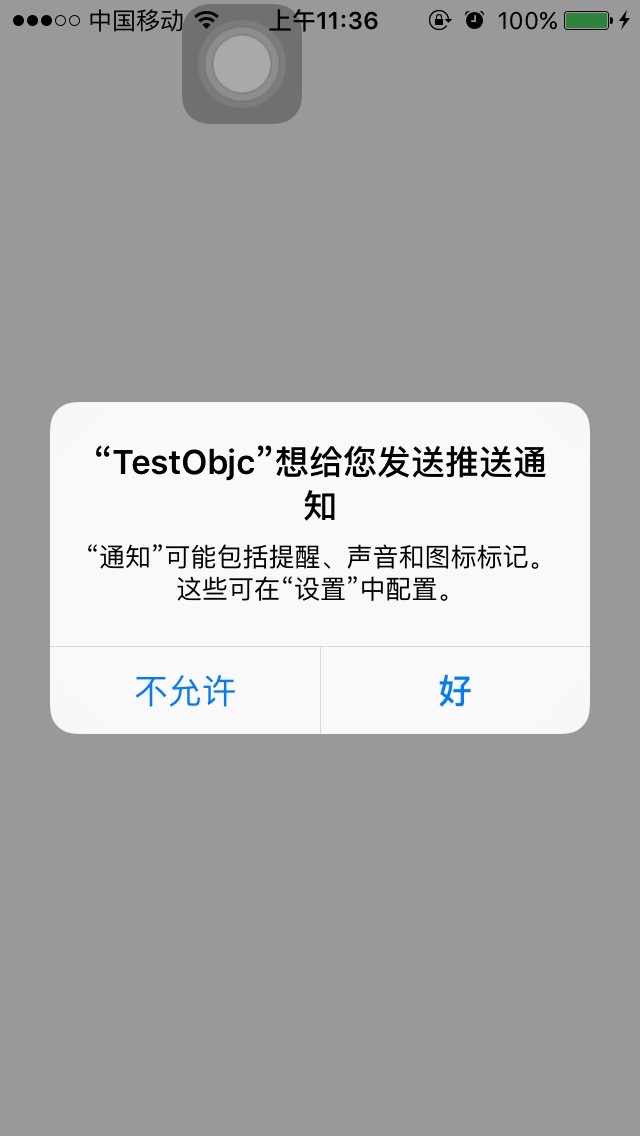 中国移动 上午11:36 100%
“TestObjc”想给您发送推送通
知
“通知”可能包括提醒、声音和图标标记。
这些可在“设置”中配置。
不允许 好